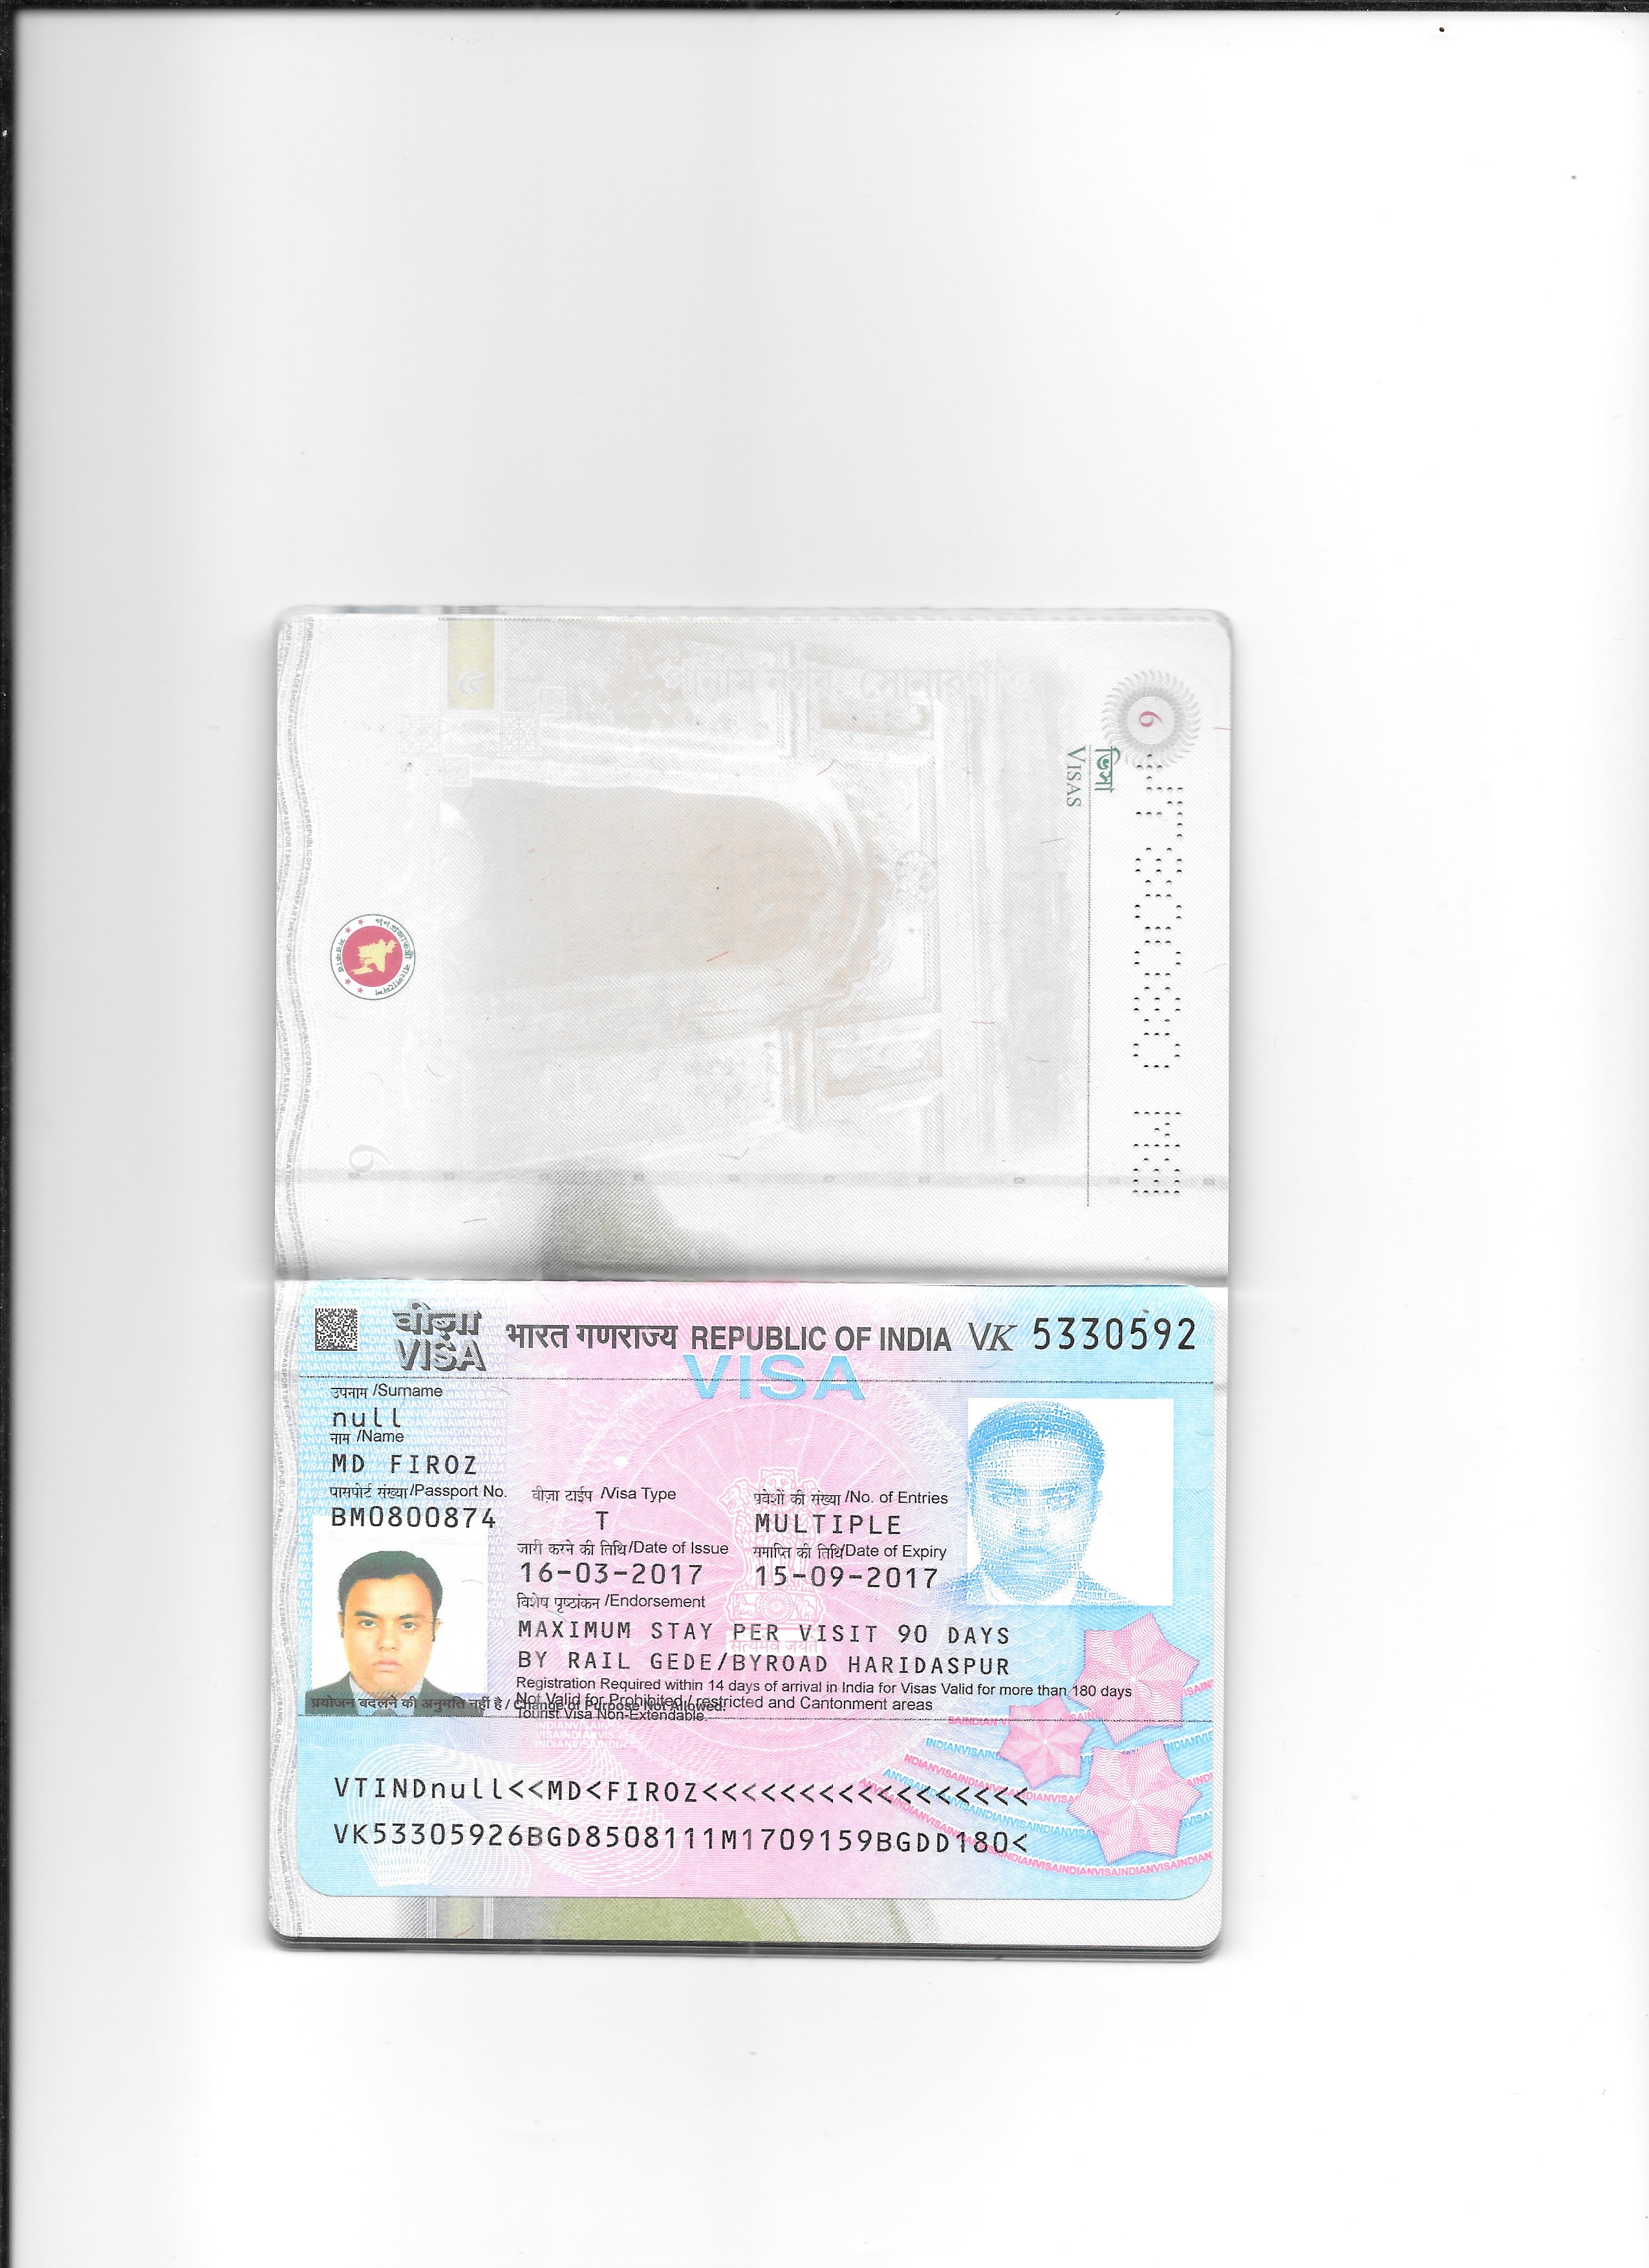 6
ভিসা
VISAS
वीज़ा
VISA
भारत गणराज्य REPUBLIC OF INDIA VK 5330592
VISA
उपनाम /Surname
null
नाम /Name
MD FIROZ
पासपोर्ट संख्या/Passport No.
BM0800874
वीज़ा टाईप /Visa Type
T
प्रवेशों की संख्या /No. of Entries
MULTIPLE
जारी करने की तिथि/Date of Issue
16-03-2017
समाप्ति की तिथि/Date of Expiry
15-09-2017
विशेष पृष्ठांकन /Endorsement
MAXIMUM STAY PER VISIT 90 DAYS
BY RAIL GEDE/BYROAD HARIDASPUR
Registration Required within 14 days of arrival in India for Visas Valid for more than 180 days
Not Valid for Prohibited / restricted and Cantonment areas
प्रयोजन बदलने की अनुमति नहीं है / Change of Purpose Not Allowed.
Tourist Visa Non-Extendable.
सत्यमेव जयते
VTINDnull<<MD<FIROZ<<<<<<<<<<<<<<<<<
VK53305926BGD8508111M1709159BGDD180<